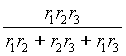 r₁r₂r₃
r₁r₂ + r₂r₃ + r₁r₃